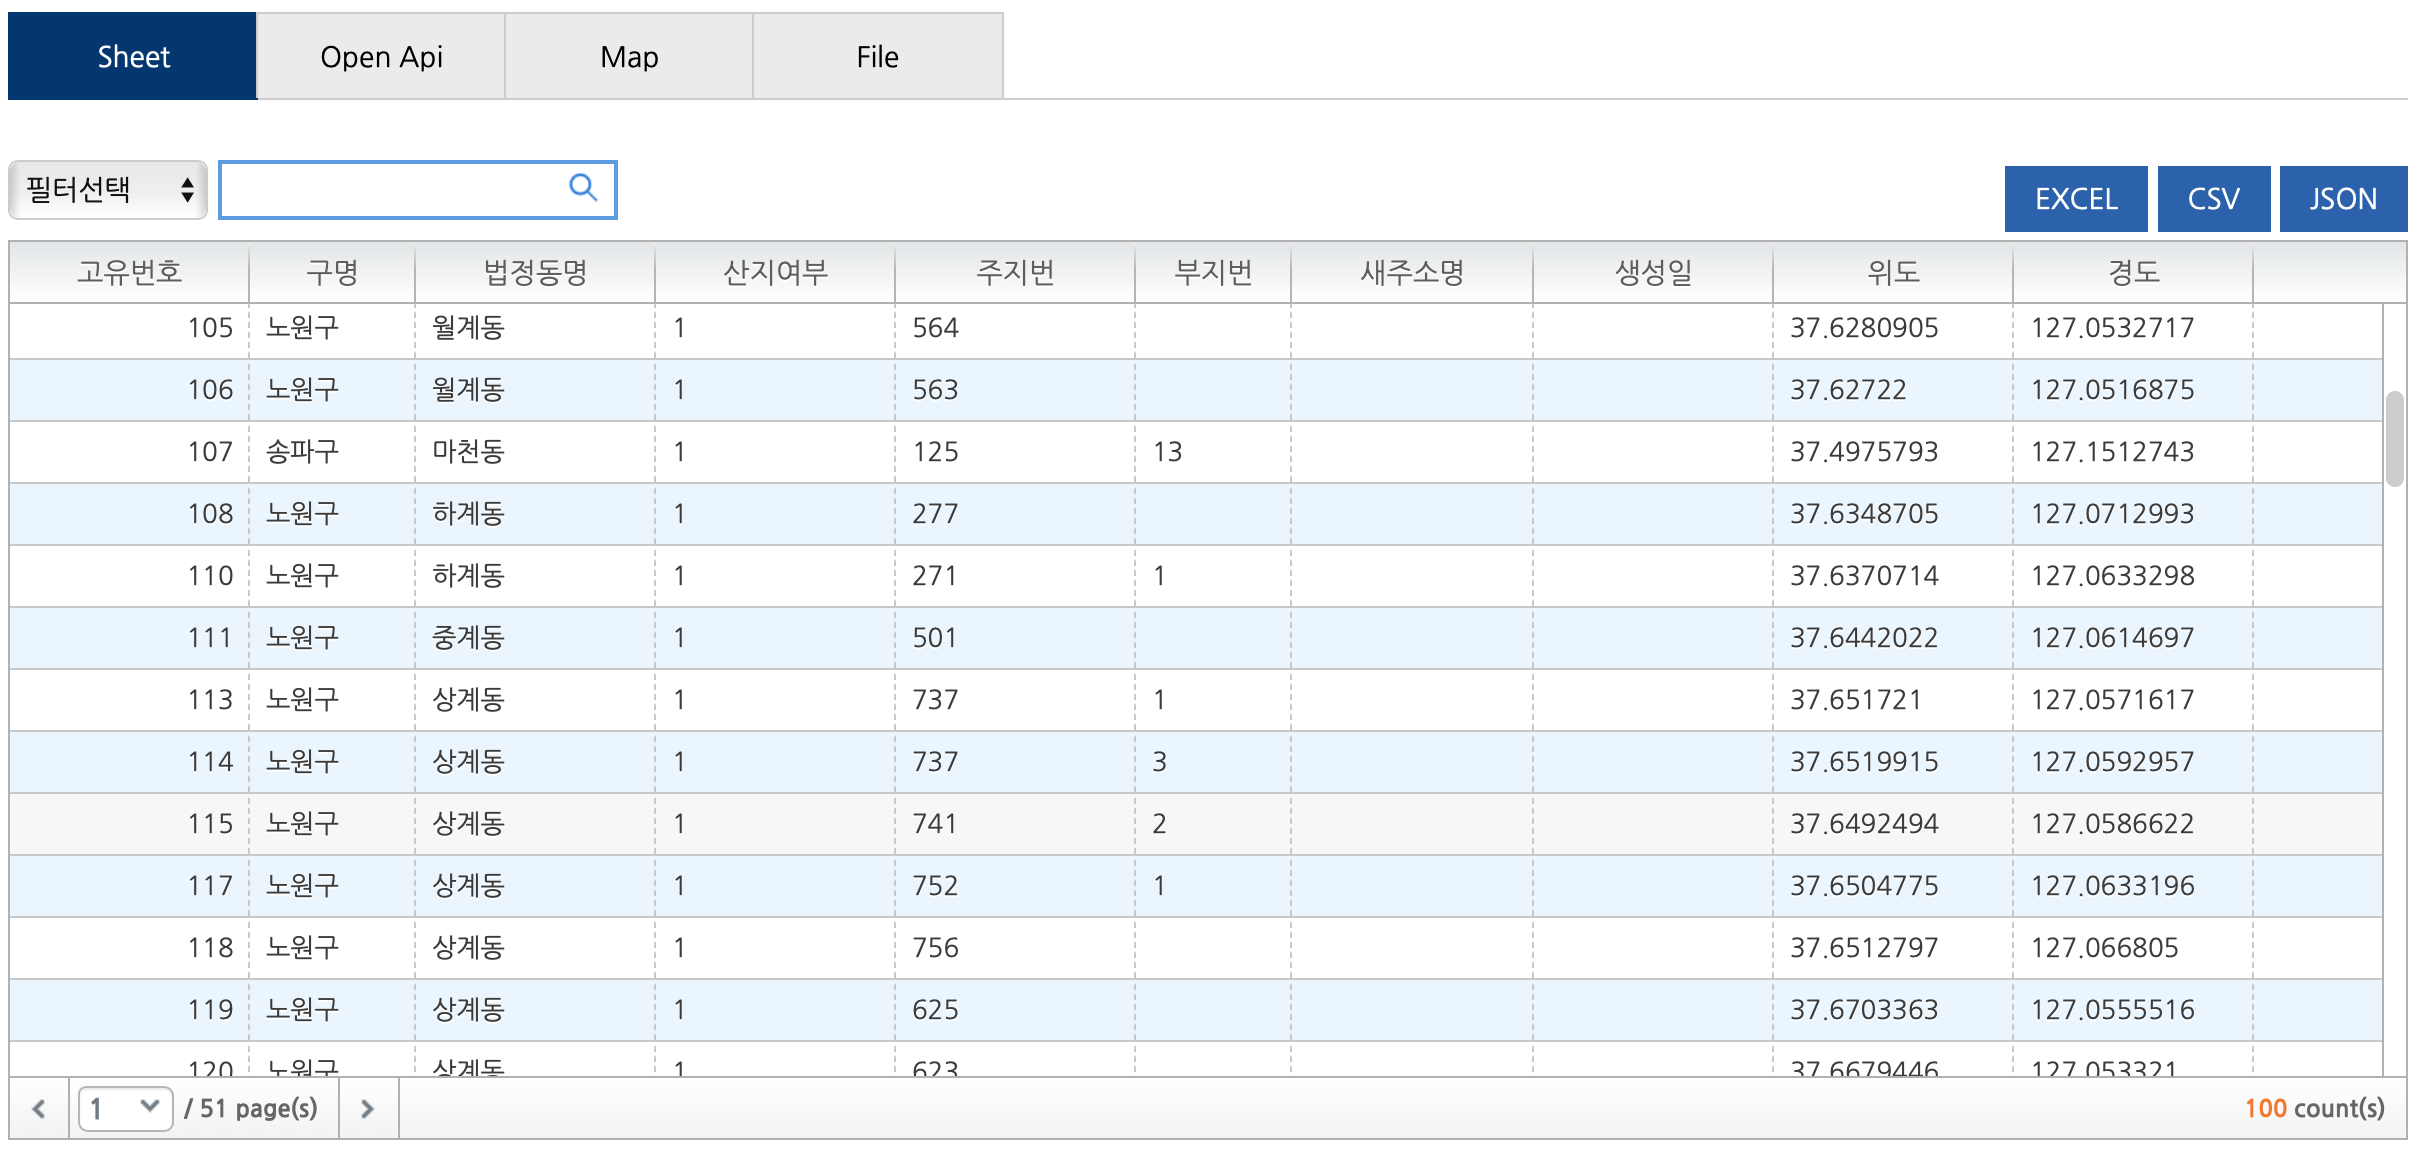 Sheet Open Api Map File
필터선택 EXCEL CSV JSON
고유번호 구명 법정동명 산지여부 주지번 부지번 새주소명 생성일 위도 경도
105 노원구 월계동 1 564 37.6280905 127.0532717
106 노원구 월계동 1 563 37.62722 127.0516875
107 송파구 마천동 1 125 13 37.4975793 127.1512743
108 노원구 하계동 1 277 37.6348705 127.0712993
110 노원구 하계동 1 271 1 37.6370714 127.0633298
111 노원구 중계동 1 501 37.6442022 127.0614697
113 노원구 상계동 1 737 1 37.651721 127.0571617
114 노원구 상계동 1 737 3 37.6519915 127.0592957
115 노원구 상계동 1 741 2 37.6492494 127.0586622
117 노원구 상계동 1 752 1 37.6504775 127.0633196
118 노원구 상계동 1 756 37.6512797 127.066805
119 노원구 상계동 1 625 37.6703363 127.0555516
120 노원구 상계동 1 623 37.6679446 127.053321
1 / 51 page(s) 100 count(s)